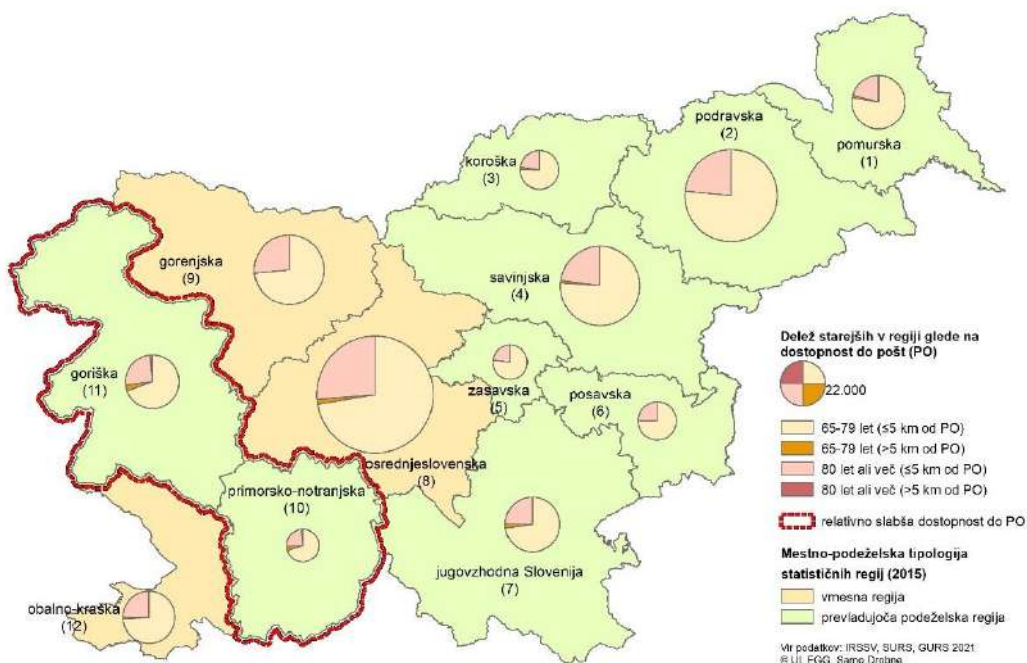 podravska
(2)
pomurska
(1)
koroška
(3)
gorenjska
(9)
savinjska
(4)
goriška
(11)
zasavska
(5)
posavska
(6)
osrednjeslovenska
(8)
primorsko-notranjska
(10)
jugovzhodna Slovenija
(7)
obalno-kraška
(12)
Delež starejših v regiji glede na
dostopnost do pošt (PO)
22.000
65-79 let (≤5 km od PO)
65-79 let (>5 km od PO)
80 let ali več (≤5 km od PO)
80 let ali več (>5 km od PO)
relativno slabša dostopnost do PO
Mestno-podeželska tipologija
statističnih regij (2015)
vmesna regija
prevladujoča podeželska regija
Vir podatkov: IRSSV, SURS, GURS 2021
© UL FGG, Samo Drobne